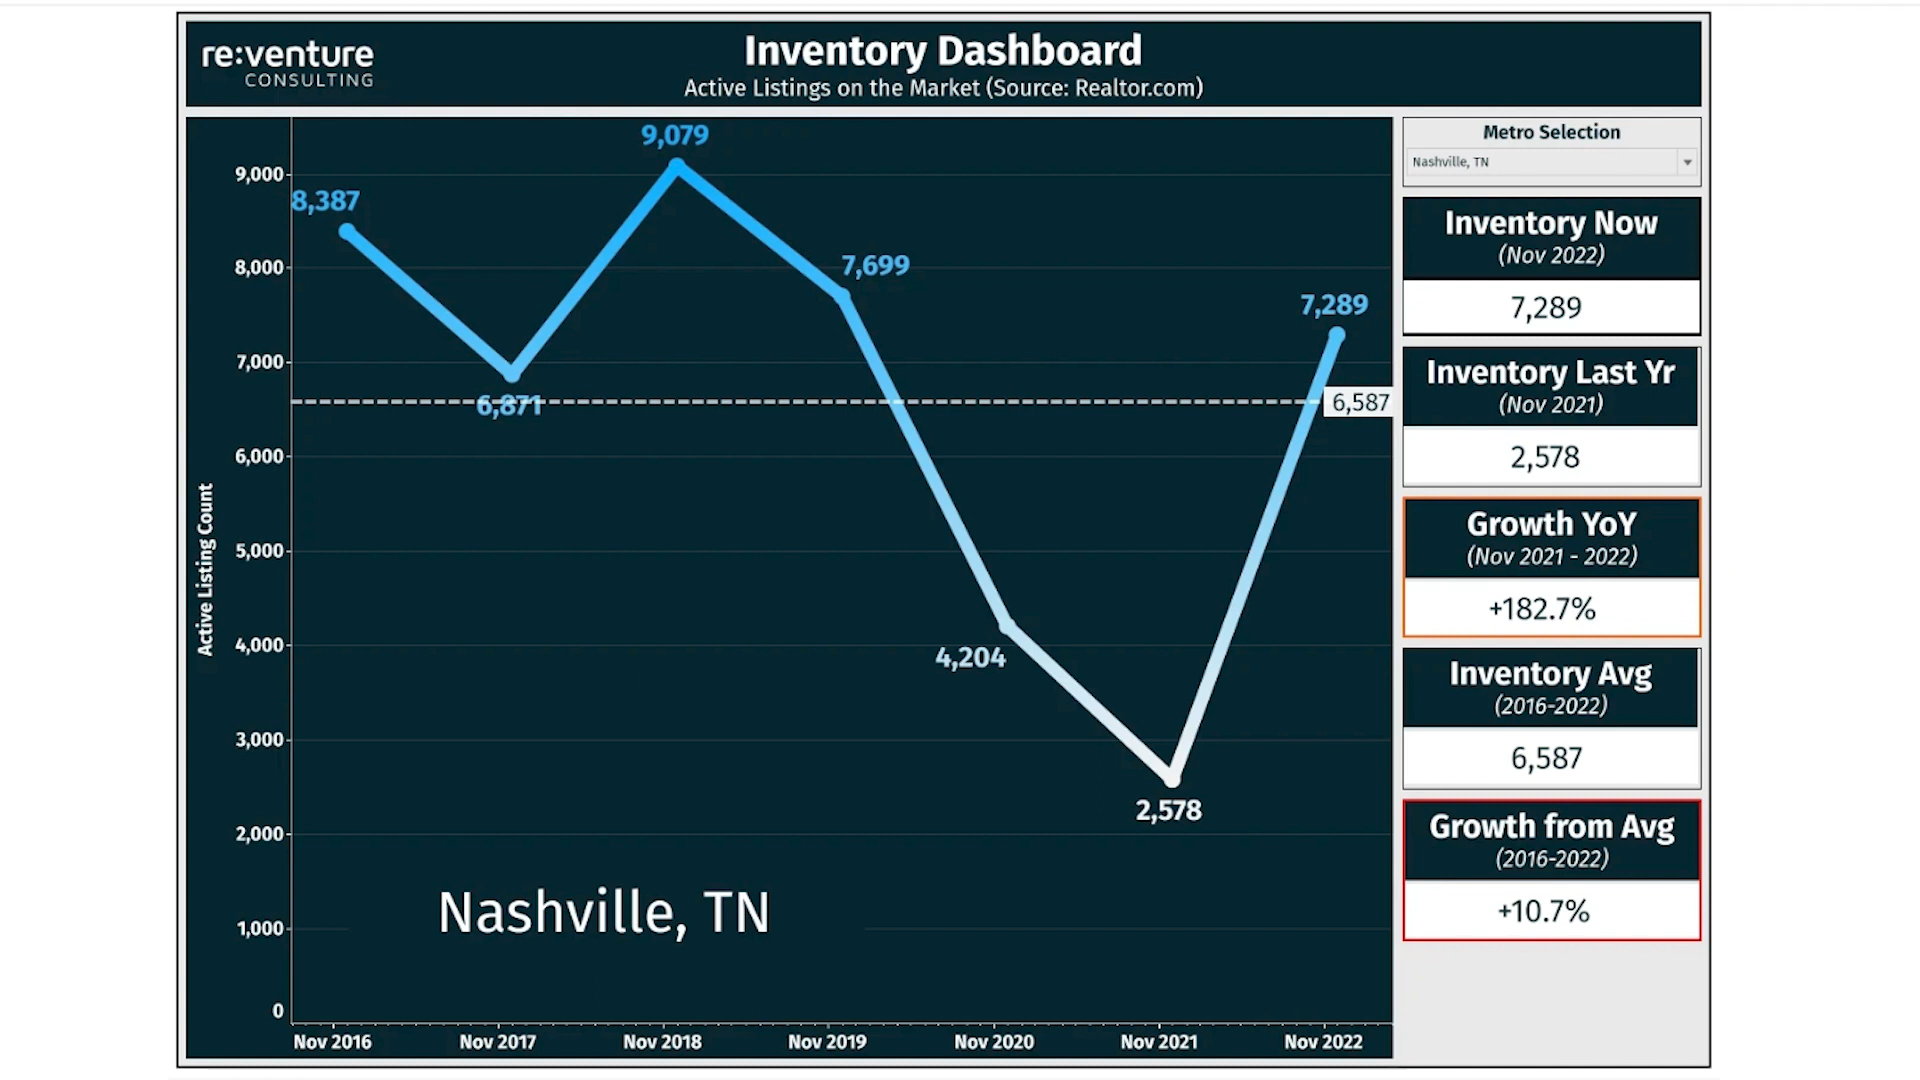 re:venture
CONSULTING
Inventory Dashboard
Active Listings on the Market (Source: Realtor.com)
Active Listing Count
9,000
8,000
7,000
6,000
5,000
4,000
3,000
2,000
1,000
0
8,387
6,871
9,079
7,699
4,204
2,578
7,289
6,587
Nashville, TN
Nov 2016
Nov 2017
Nov 2018
Nov 2019
Nov 2020
Nov 2021
Nov 2022
Metro Selection
Nashville, TN
Inventory Now
(Nov 2022)
7,289
Inventory Last Yr
(Nov 2021)
2,578
Growth YoY
(Nov 2021 - 2022)
+182.7%
Inventory Avg
(2016-2022)
6,587
Growth from Avg
(2016-2022)
+10.7%